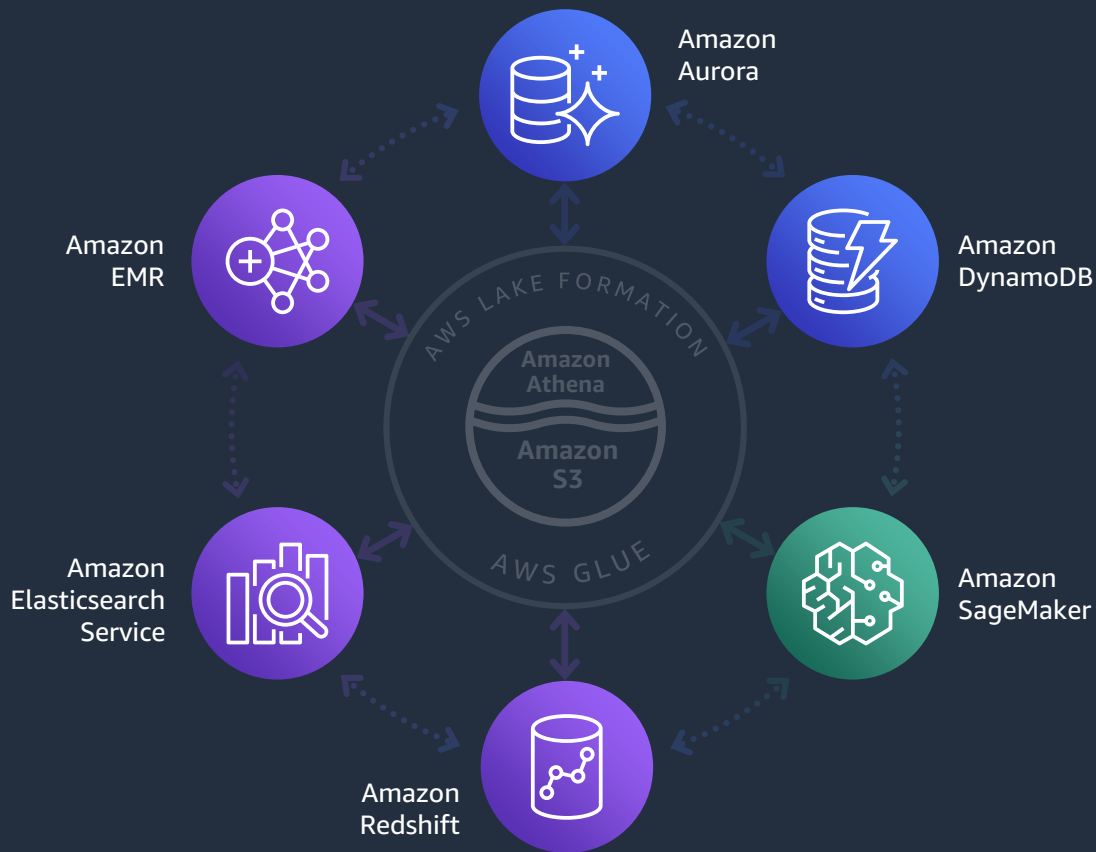 Amazon
Aurora
Amazon
EMR
Amazon
DynamoDB
AWS LAKE FORMATION
Amazon
Athena
Amazon
S3
AWS GLUE
Amazon
Elasticsearch
Service
Amazon
SageMaker
Amazon
Redshift